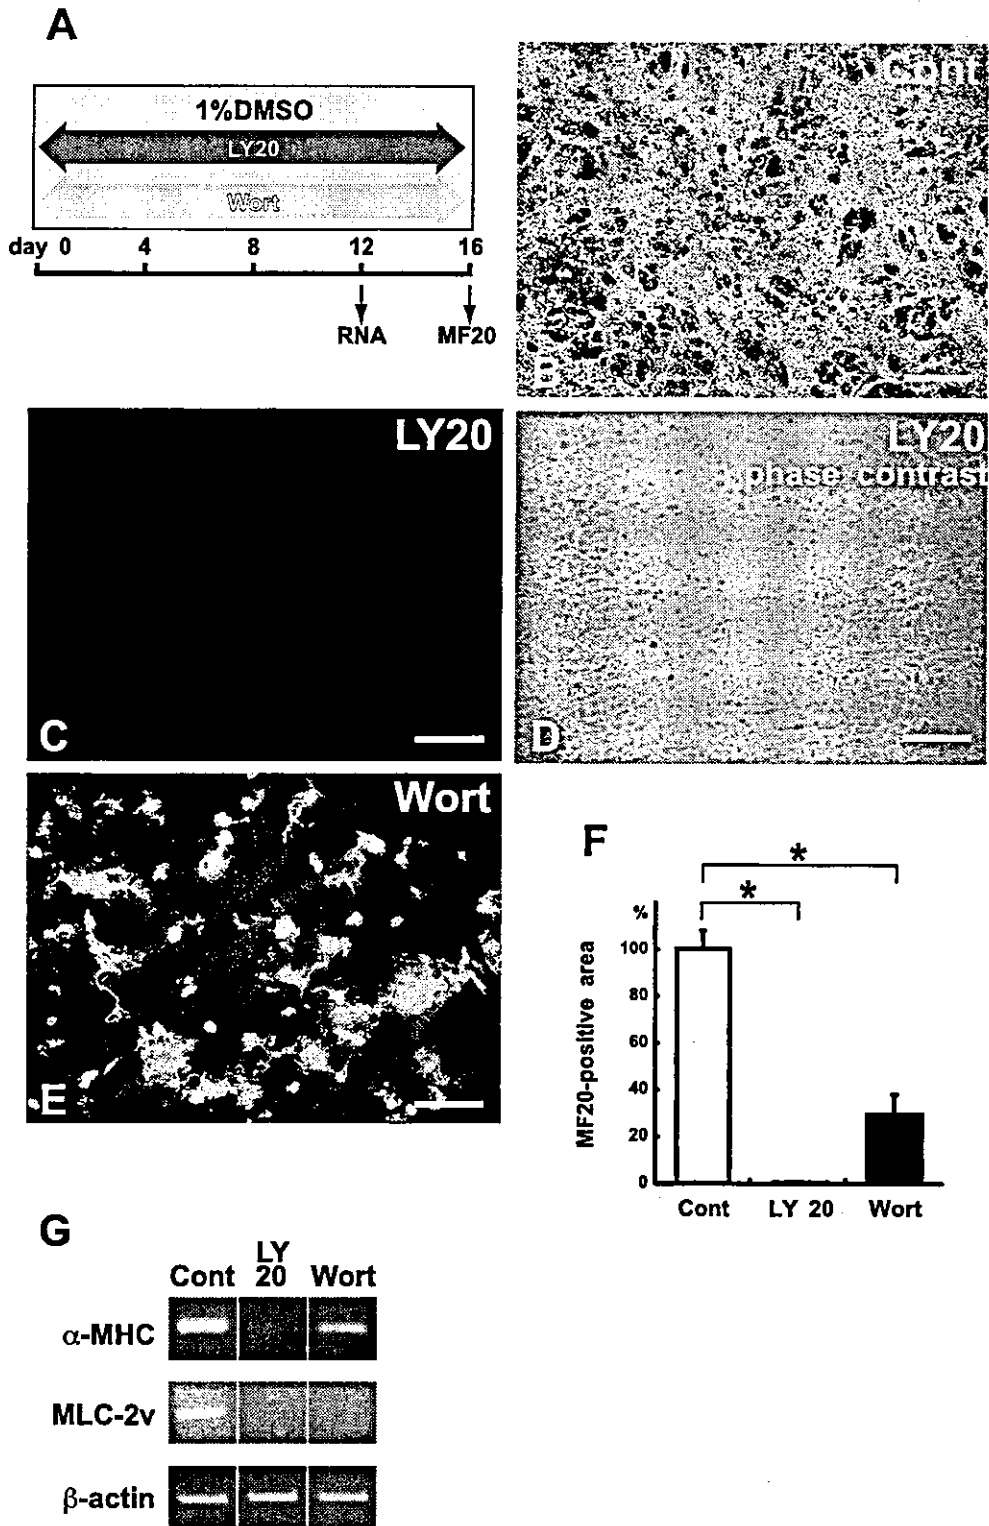 A
1%DMSO
LY20
Wort
day 0 4 8 12 16
RNA MF20
Cont
B
LY20
C
LY20
phase contrast
D
Wort
E
F
*
*
%
MF20-positive area
100
80
60
40
20
0
Cont LY 20 Wort
G
Cont LY 20 Wort
α-MHC
MLC-2v
β-actin